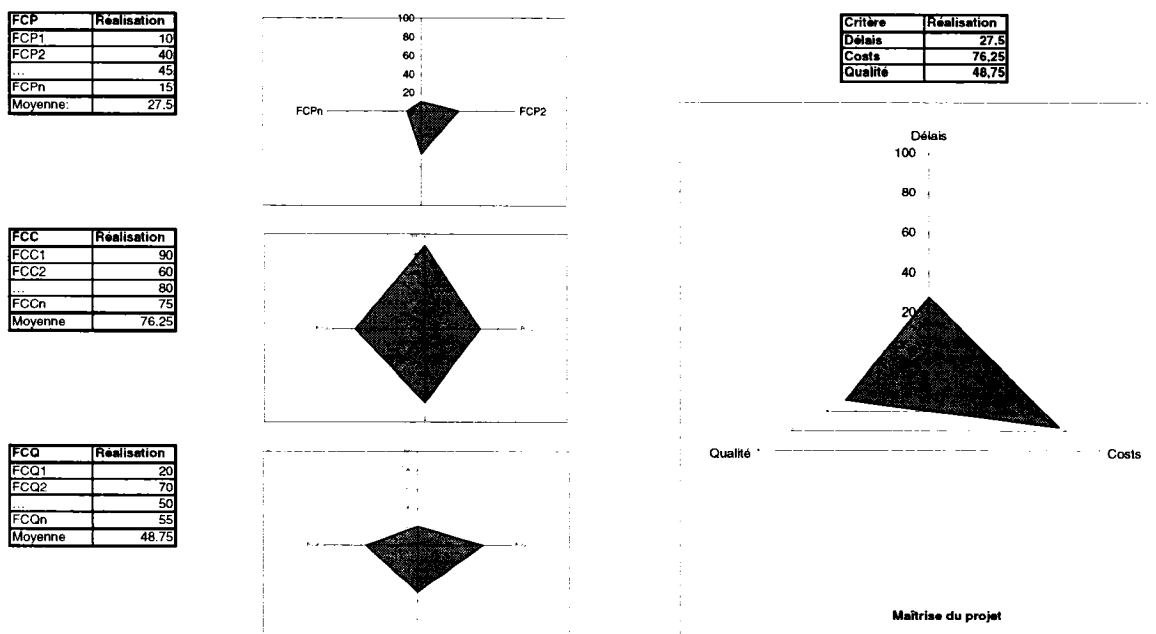 FCP Réalisation
FCP1 10
FCP2 40
... 45
FCPn 15
Moyenne: 27.5
100
80
60
40
20
FCPn FCP2
Critère Réalisation
Délais 27,5
Costs 76,25
Qualité 48,75
FCC Réalisation
FCC1 90
FCC2 60
... 80
FCCn 75
Moyenne 76.25
Délais
100
80
60
40
20
Qualité Costs
FCQ Réalisation
FCQ1 20
FCQ2 70
... 50
FCQn 55
Moyenne 48.75
Maîtrise du projet